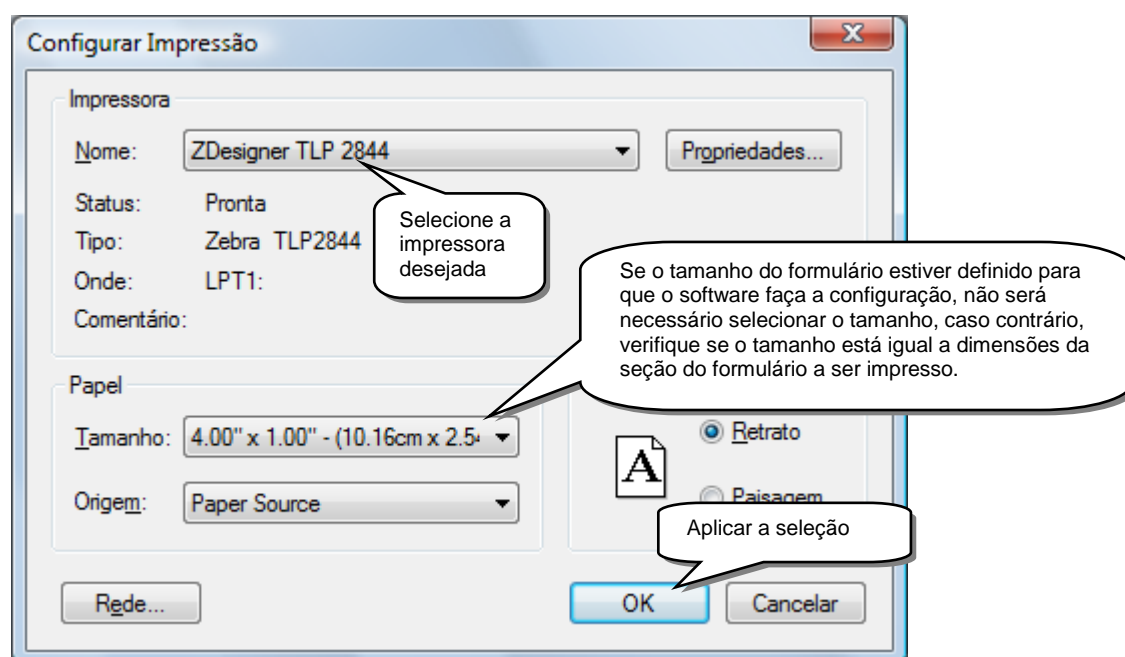 Configurar Impressão
Impressora
Nome: ZDesigner TLP 2844 Propriedades...
Status: Pronta
Tipo: Zebra TLP2844
Onde: LPT1:
Comentário:
Selecione a
impressora
desejada
Se o tamanho do formulário estiver definido para
que o software faça a configuração, não será
necessário selecionar o tamanho, caso contrário,
verifique se o tamanho está igual a dimensões da
seção do formulário a ser impresso.
Papel
Tamanho: 4.00" x 1.00" - (10.16cm x 2.54
Origem: Paper Source
A
Retrato
Paisagem
Aplicar a seleção
Rede... OK Cancelar